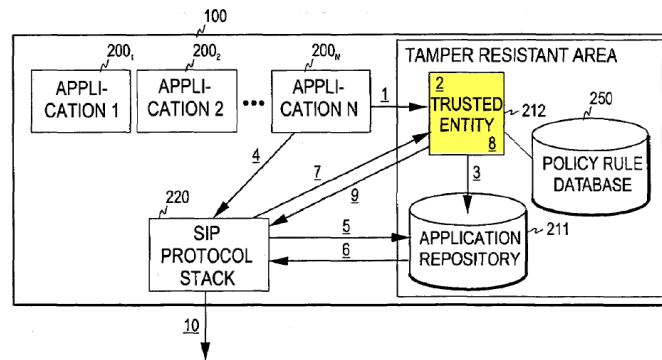 100
200₁
200₂
200N
TAMPER RESISTANT AREA
APPLI-
CATION 1
APPLI-
CATION 2
•••
APPLI-
CATION N
1
2
TRUSTED
ENTITY
8
212
250
POLICY RULE
DATABASE
4
7
9
3
220
SIP
PROTOCOL
STACK
5
6
APPLICATION
REPOSITORY
211
10